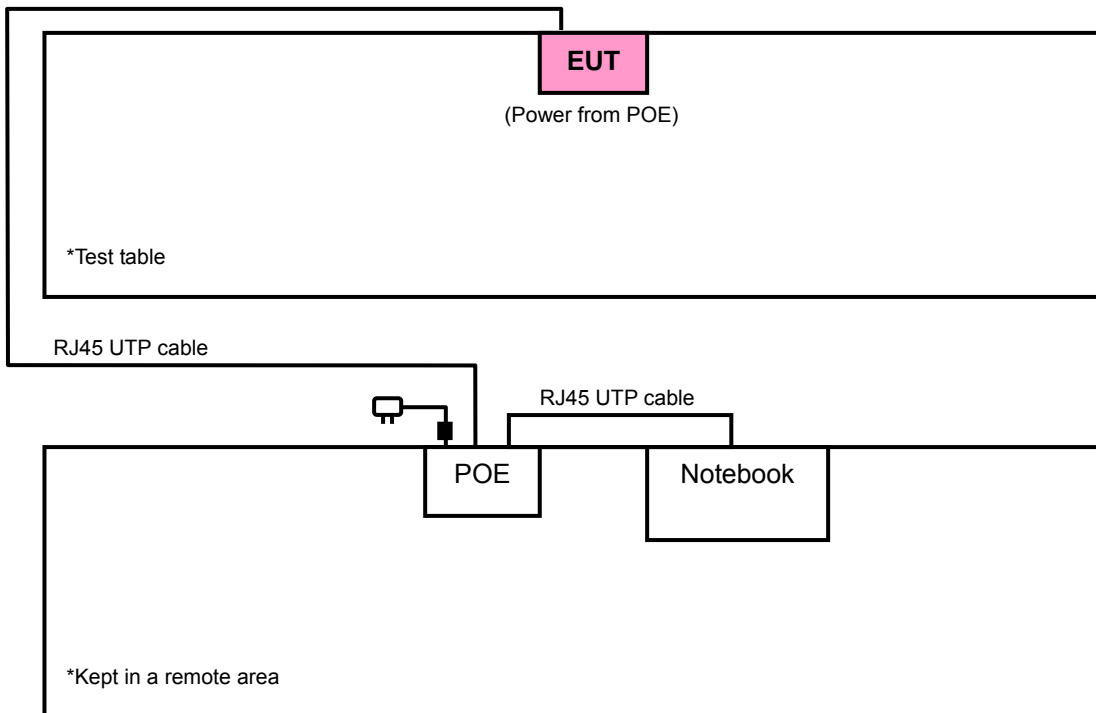 EUT
(Power from POE)
*Test table
RJ45 UTP cable
RJ45 UTP cable
POE
Notebook
*Kept in a remote area